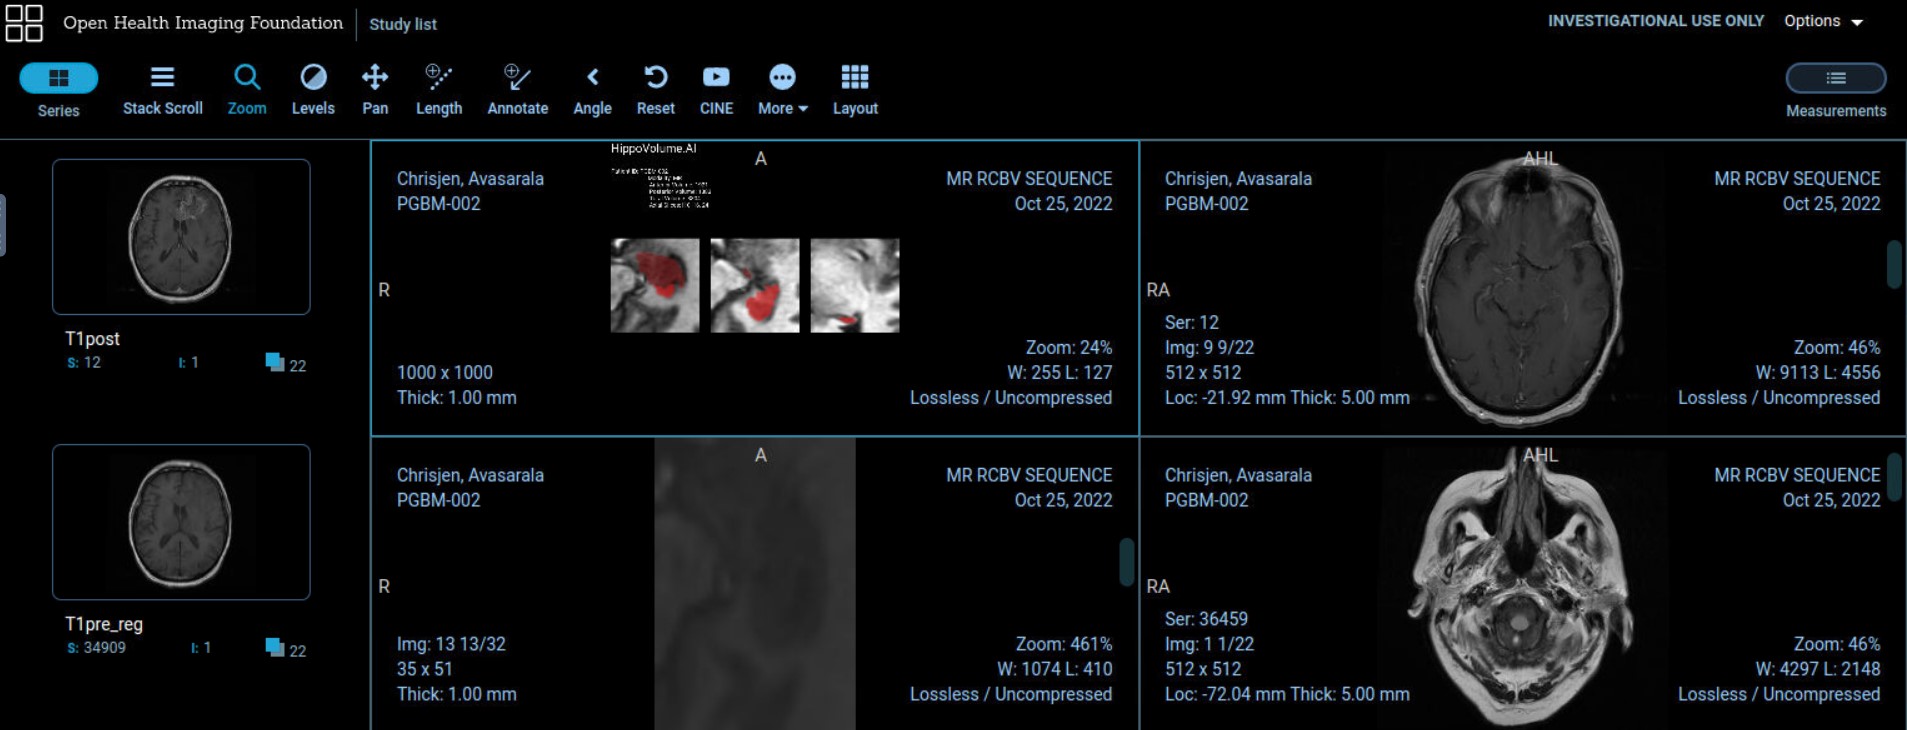 Open Health Imaging Foundation
Study list
INVESTIGATIONAL USE ONLY
Options
Series
Stack Scroll
Zoom
Levels
Pan
Length
Annotate
Angle
Reset
CINE
More
Layout
Measurements
T1post
S: 12 I: 1 22
T1pre_reg
S: 34909 I: 1 22
HippoVolume.AI
A
Chrisjen, Avasarala
PGBM-002
MR RCBV SEQUENCE
Oct 25, 2022
R
1000 x 1000
Thick: 1.00 mm
Zoom: 24%
W: 255 L: 127
Lossless / Uncompressed
AHL
Chrisjen, Avasarala
PGBM-002
MR RCBV SEQUENCE
Oct 25, 2022
RA
Ser: 12
Img: 9 9/22
512 x 512
Loc: -21.92 mm Thick: 5.00 mm
Zoom: 46%
W: 9113 L: 4556
Lossless / Uncompressed
A
Chrisjen, Avasarala
PGBM-002
MR RCBV SEQUENCE
Oct 25, 2022
R
Img: 13 13/32
35 x 51
Thick: 1.00 mm
Zoom: 461%
W: 1074 L: 410
Lossless / Uncompressed
AHL
Chrisjen, Avasarala
PGBM-002
MR RCBV SEQUENCE
Oct 25, 2022
RA
Ser: 36459
Img: 1 1/22
512 x 512
Loc: -72.04 mm Thick: 5.00 mm
Zoom: 46%
W: 4297 L: 2148
Lossless / Uncompressed